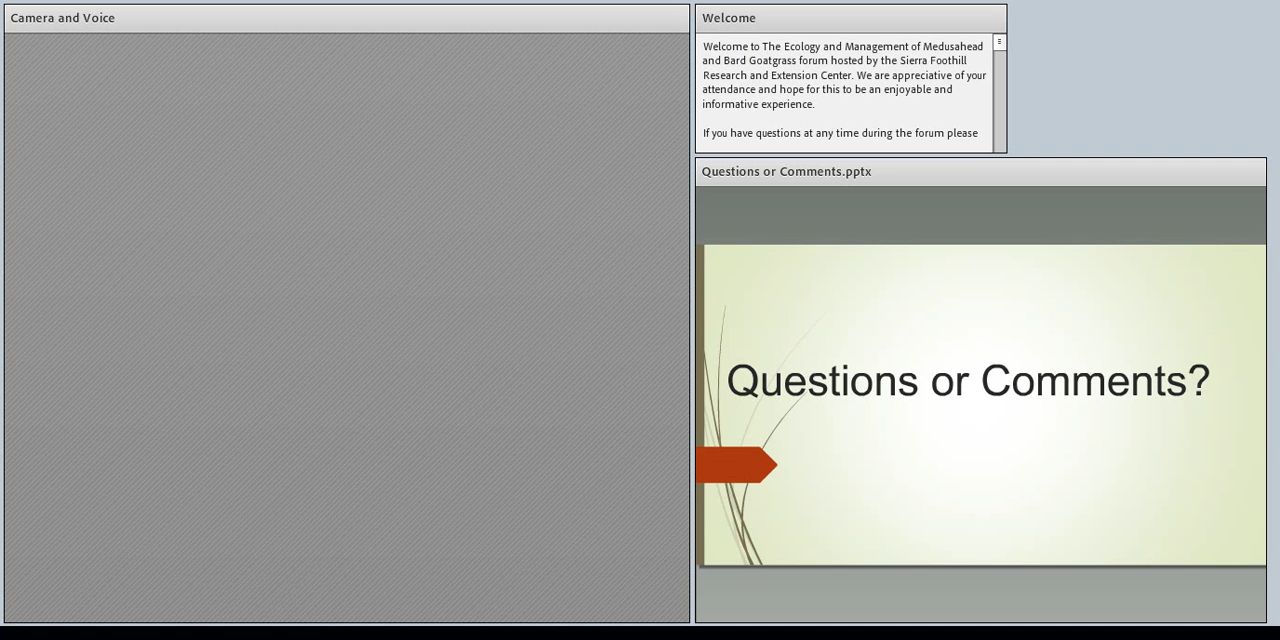 Camera and Voice
Welcome
Welcome to The Ecology and Management of Medusahead
and Bard Goatgrass forum hosted by the Sierra Foothill
Research and Extension Center. We are appreciative of your
attendance and hope for this to be an enjoyable and
informative experience.
If you have questions at any time during the forum please
Questions or Comments.pptx
Questions or Comments?